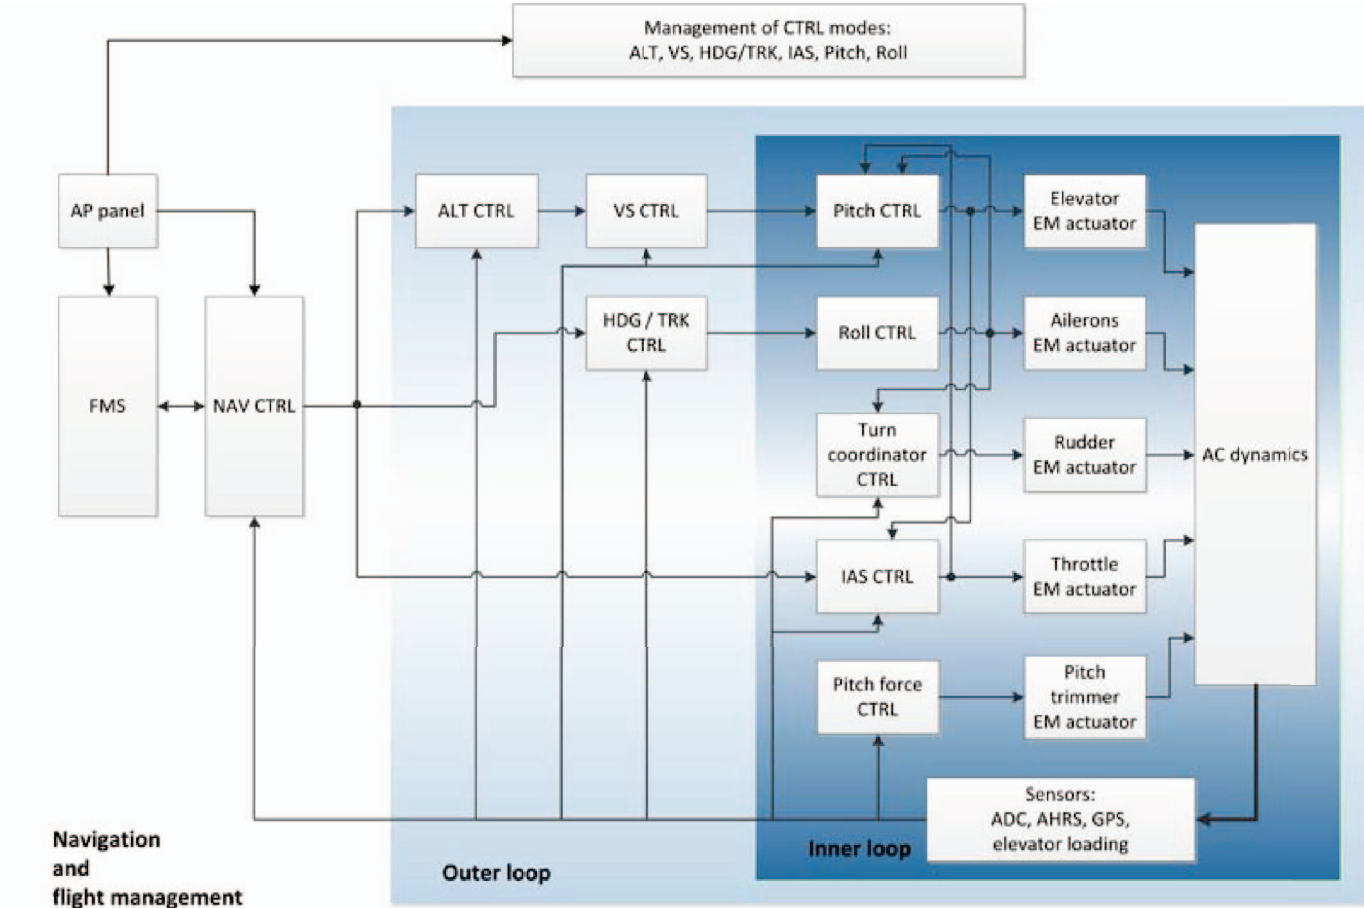 Management of CTRL modes:
ALT, VS, HDG/TRK, IAS, Pitch, Roll
AP panel
ALT CTRL
VS CTRL
Pitch CTRL
Elevator
EM actuator
FMS
NAV CTRL
HDG / TRK
CTRL
Roll CTRL
Ailerons
EM actuator
Turn
coordinator
CTRL
Rudder
EM actuator
AC dynamics
IAS CTRL
Throttle
EM actuator
Pitch force
CTRL
Pitch
trimmer
EM actuator
Sensors:
ADC, AHRS, GPS,
elevator loading
Navigation
and
flight management
Outer loop
Inner loop